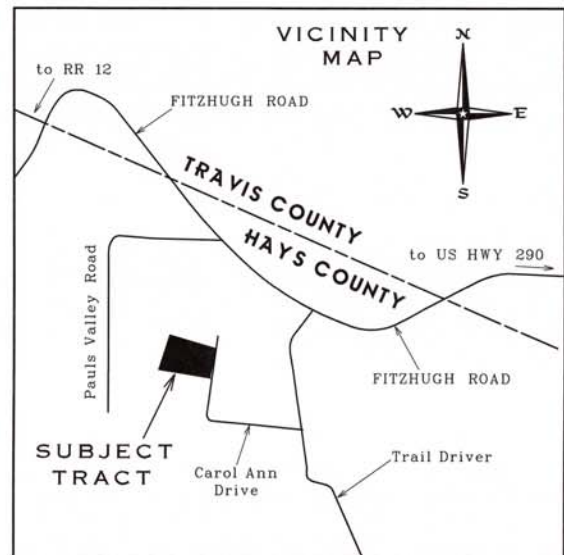 VICINITY
MAP
N
W
E
S
to RR 12
FITZHUGH ROAD
TRAVIS COUNTY
HAYS COUNTY
to US HWY 290
Pauls Valley Road
FITZHUGH ROAD
SUBJECT
TRACT
Carol Ann
Drive
Trail Driver